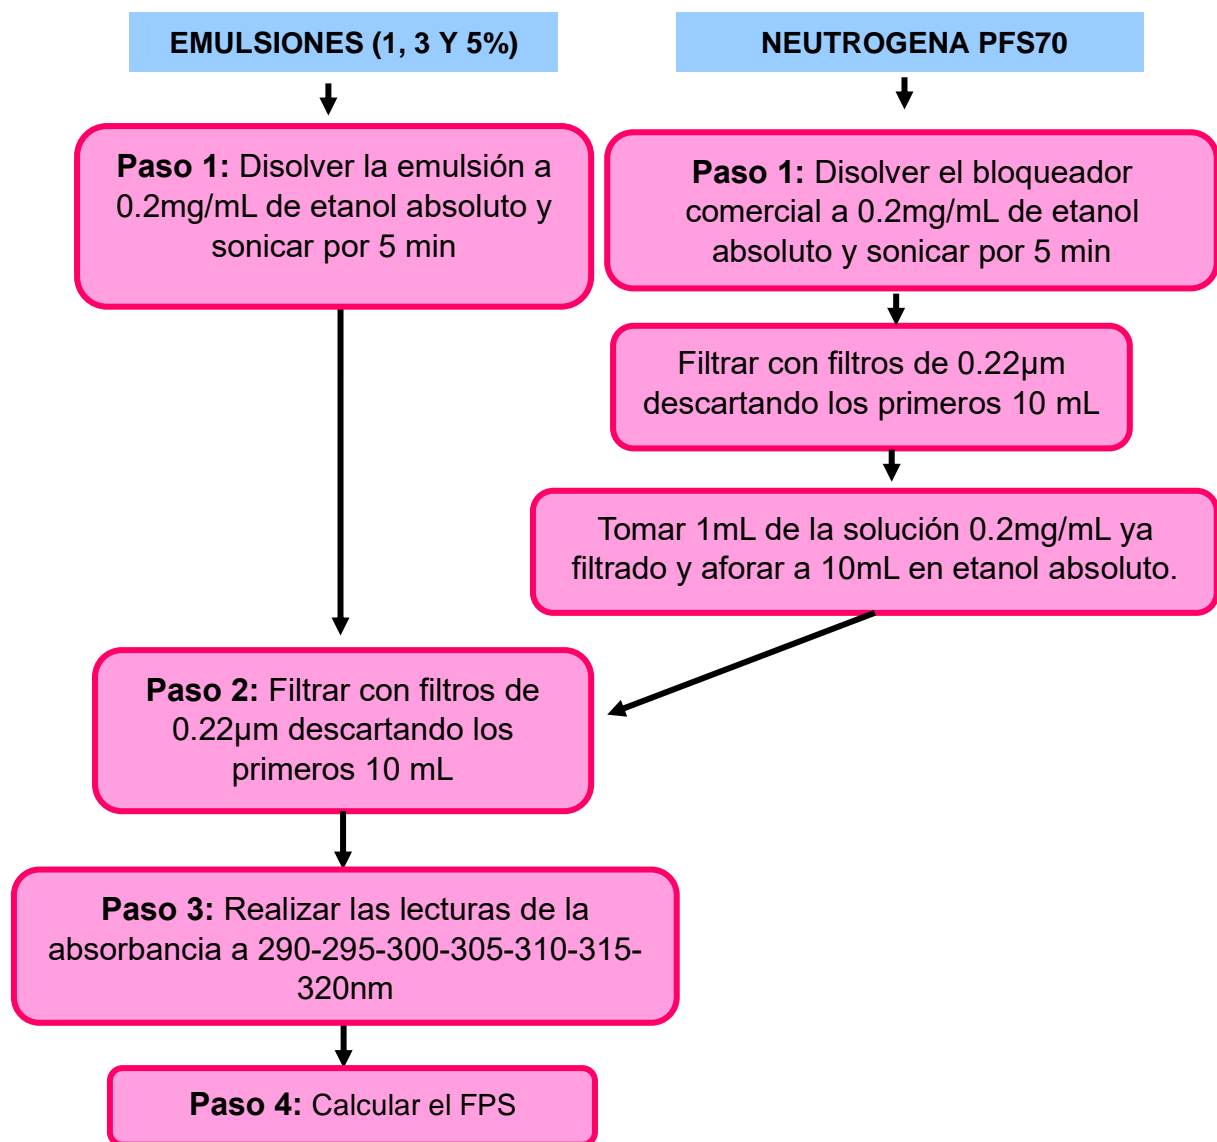 EMULSIONES (1, 3 Y 5%)
NEUTROGENA PFS70
Paso 1: Disolver la emulsión a
0.2mg/mL de etanol absoluto y
sonicar por 5 min
Paso 1: Disolver el bloqueador
comercial a 0.2mg/mL de etanol
absoluto y sonicar por 5 min
Filtrar con filtros de 0.22µm
descartando los primeros 10 mL
Tomar 1mL de la solución 0.2mg/mL ya
filtrado y aforar a 10mL en etanol absoluto.
Paso 2: Filtrar con filtros de
0.22µm descartando los
primeros 10 mL
Paso 3: Realizar las lecturas de la
absorbancia a 290-295-300-305-310-315-
320nm
Paso 4: Calcular el FPS